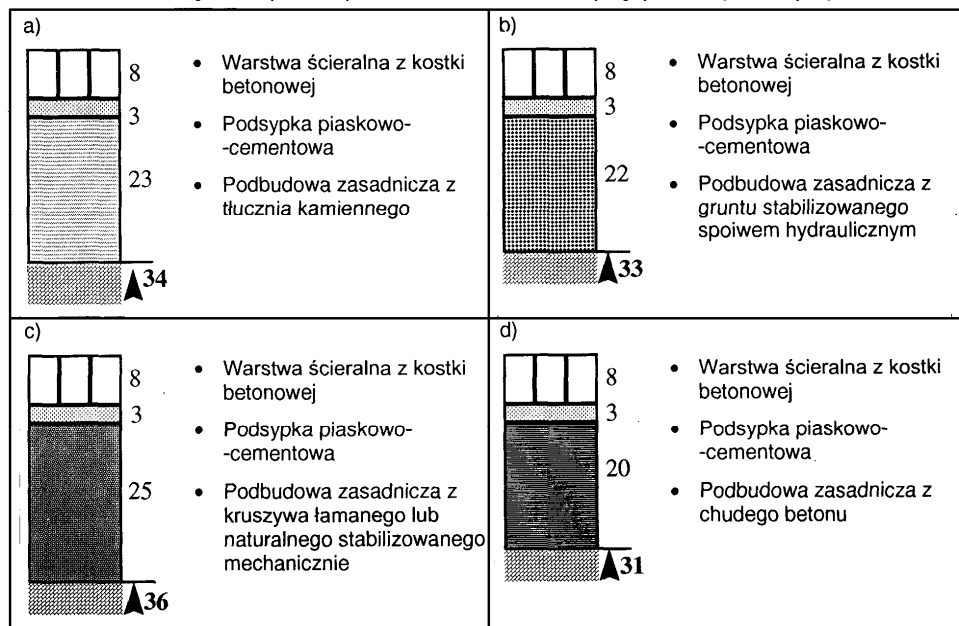 a)
8
3
23
34
• Warstwa ścieralna z kostki
betonowej
• Podsypka piaskowo-
-cementowa
• Podbudowa zasadnicza z
tłucznia kamiennego
b)
8
3
22
33
• Warstwa ścieralna z kostki
betonowej
• Podsypka piaskowo-
-cementowa
• Podbudowa zasadnicza z
gruntu stabilizowanego
spoiwem hydraulicznym
c)
8
3
25
36
• Warstwa ścieralna z kostki
betonowej
• Podsypka piaskowo-
-cementowa
• Podbudowa zasadnicza z
kruszywa łamanego lub
naturalnego stabilizowanego
mechanicznie
d)
8
3
20
31
• Warstwa ścieralna z kostki
betonowej
• Podsypka piaskowo-
-cementowa
• Podbudowa zasadnicza z
chudego betonu